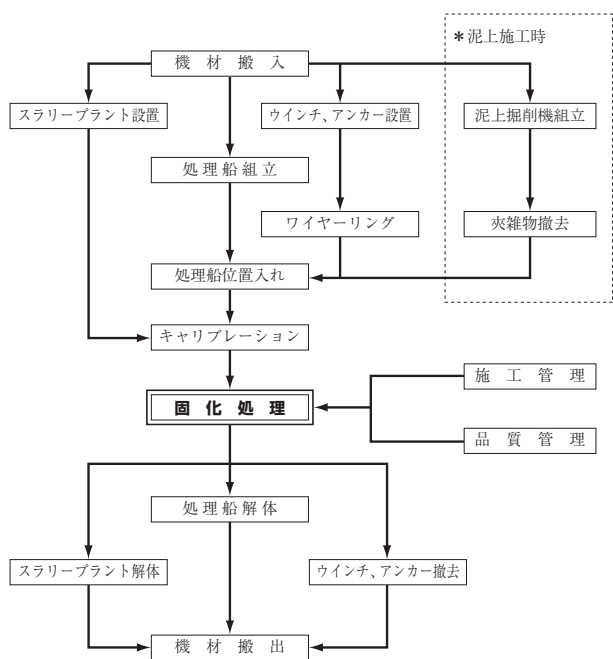 ＊泥上施工時
機材搬入
スラリープラント設置
ウインチ、アンカー設置
泥上掘削機組立
処理船組立
ワイヤーリング
夾雑物撤去
処理船位置入れ
キャリブレーション
施工管理
固化処理
品質管理
処理船解体
スラリープラント解体
ウインチ、アンカー撤去
機材搬出